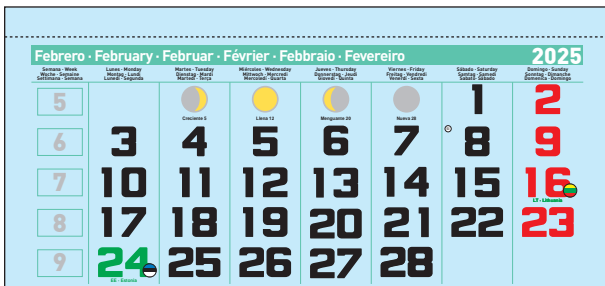 Febrero · February · Februar · Février · Febbraio · Fevereiro 2025
Semana · Week Lunes · Monday Martes · Tuesday Miércoles · Wednesday Jueves · Thursday Viernes · Friday Sábado · Saturday Domingo · Sunday
Woche · Semaine Montag · Lundi Dienstag · Mardi Mittwoch · Mercredi Donnerstag · Jeudi Freitag · Vendredi Samstag · Samedi Sonntag · Dimanche
Settimana · Semana Lunedì · Segunda Martedì · Terça Mercoledì · Quarta Giovedì · Quinta Venerdì · Sexta Sabato · Sábado Domenica · Domingo
5 1 2
Creciente 5 Llena 12 Menguante 20 Nueva 28
6 3 4 5 6 7 8 9
7 10 11 12 13 14 15 16
LT - Lithuania
8 17 18 19 20 21 22 23
9 24 25 26 27 28
EE - Estonia